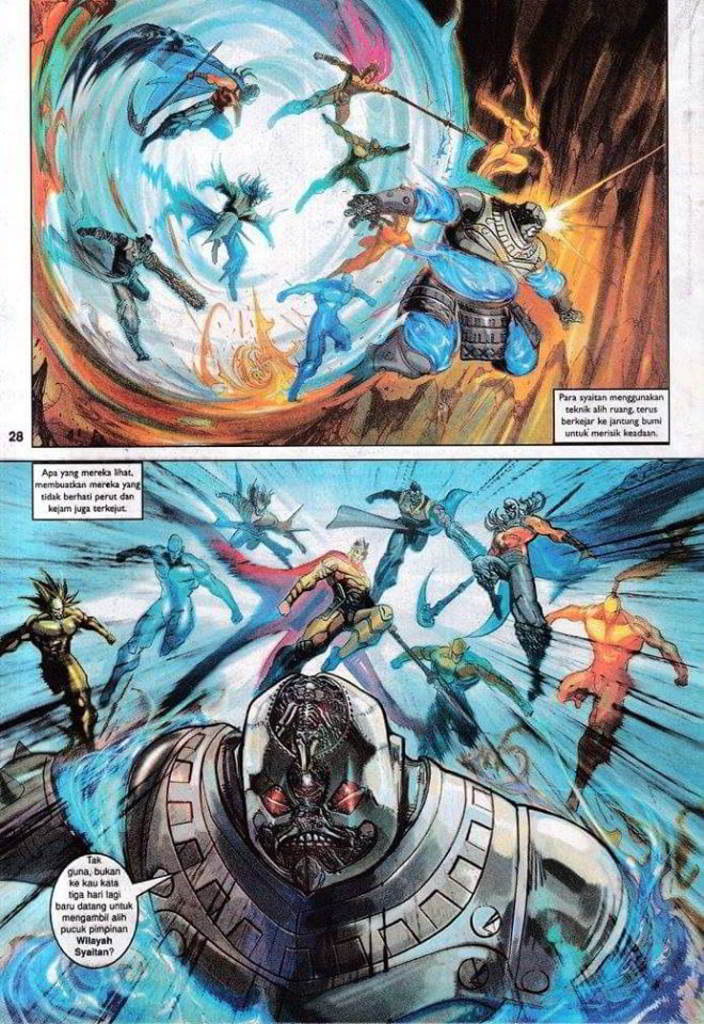 Para syaitan menggunakan
teknik alih ruang, terus
berkejar ke jantung bumi
untuk merisik keadaan.
28
Apa yang mereka lihat,
membuatkan mereka yang
tidak berhati perut dan
kejam juga terkejut.
Tak
guna, bukan
ke kau kata
tiga hari lagi
baru datang untuk
mengambil alih
pucuk pimpinan
Wilayah
Syaitan?